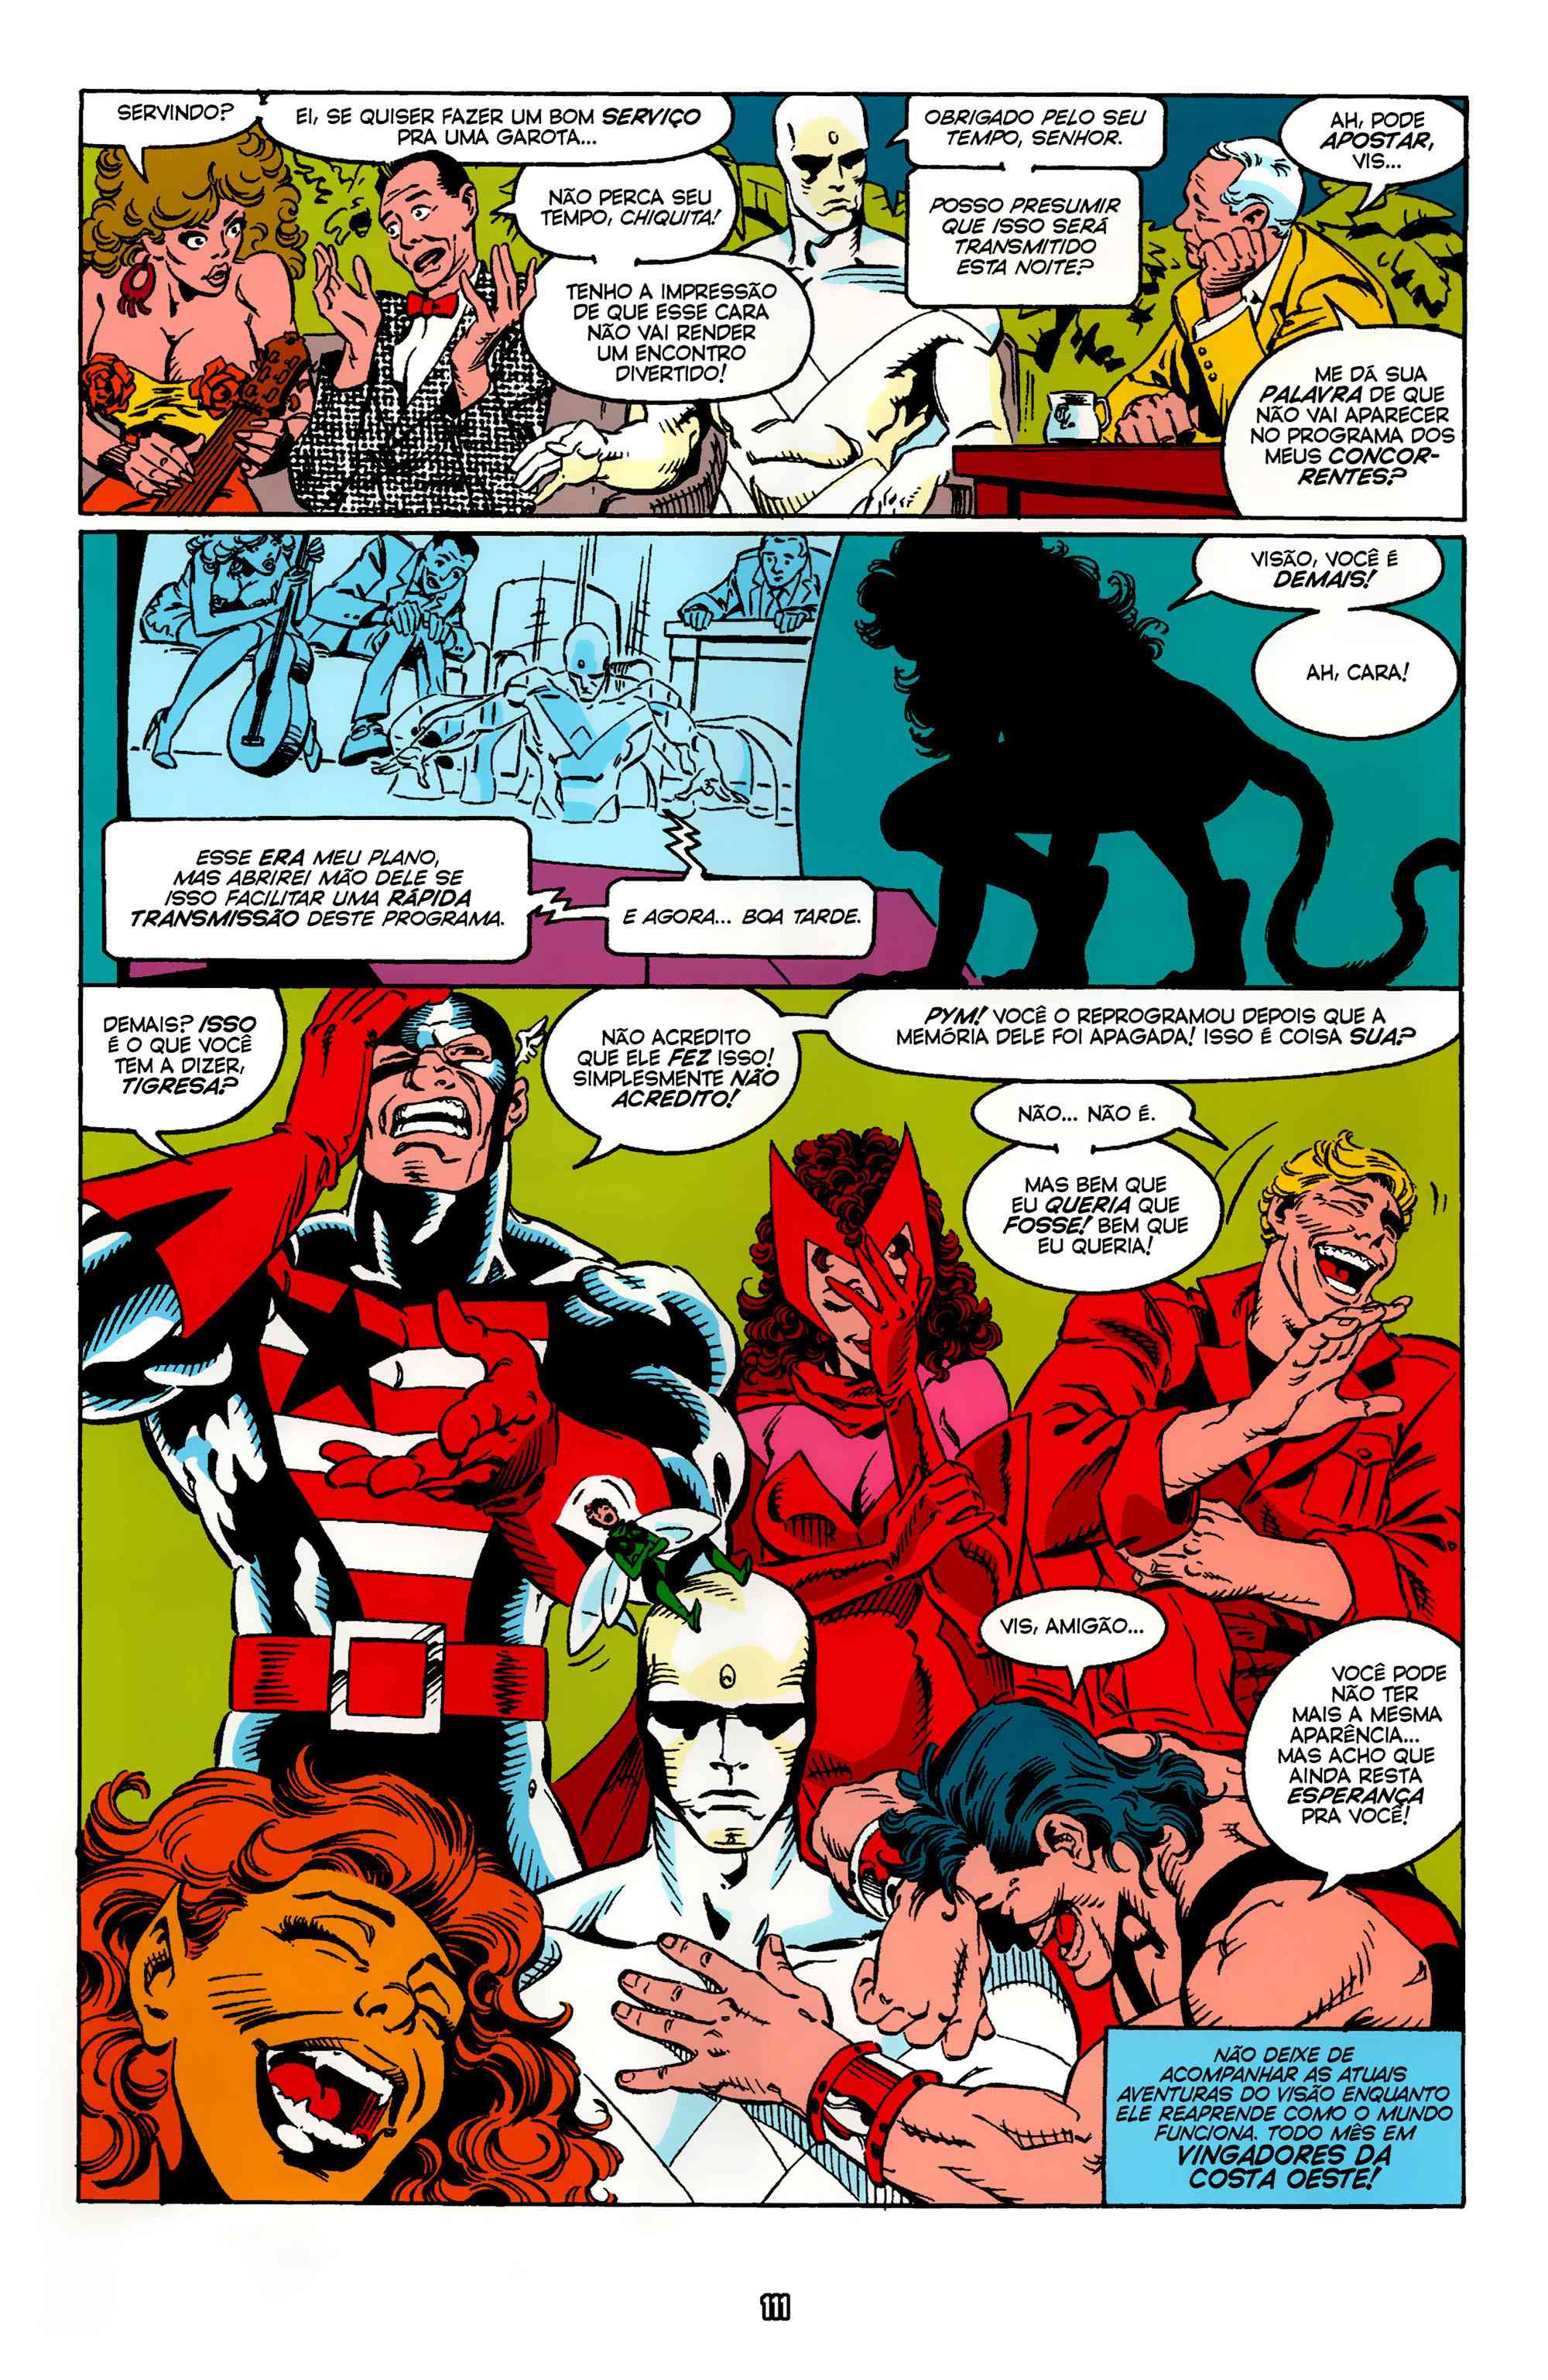 SERVINDO?
EI, SE QUISER FAZER UM BOM SERVIÇO
PRA UMA GAROTA...
NÃO PERCA SEU
TEMPO, CHIQUITA!
TENHO A IMPRESSÃO
DE QUE ESSE CARA
NÃO VAI RENDER
UM ENCONTRO
DIVERTIDO!
OBRIGADO PELO SEU
TEMPO, SENHOR.
POSSO PRESUMIR
QUE ISSO SERÁ
TRANSMITIDO
ESTA NOITE?
AH, PODE
APOSTAR,
VIS...
ME DÁ SUA
PALAVRA DE QUE
NÃO VAI APARECER
NO PROGRAMA DOS
MEUS CONCOR-
RENTES?
ESSE ERA MEU PLANO,
MAS ABRIREI MÃO DELE SE
ISSO FACILITAR UMA RÁPIDA
TRANSMISSÃO DESTE PROGRAMA.
E AGORA... BOA TARDE.
VISÃO, VOCÊ É
DEMAIS!
AH, CARA!
DEMAIS? ISSO
É O QUE VOCÊ
TEM A DIZER,
TIGRESA?
NÃO ACREDITO
QUE ELE FEZ ISSO!
SIMPLESMENTE NÃO
ACREDITO!
PYM! VOCÊ O REPROGRAMOU DEPOIS QUE A
MEMÓRIA DELE FOI APAGADA! ISSO É COISA SUA?
NÃO... NÃO É.
MAS BEM QUE
EU QUERIA QUE
FOSSE! BEM QUE
EU QUERIA!
VIS, AMIGÃO...
VOCÊ PODE
NÃO TER
MAIS A MESMA
APARÊNCIA...
MAS ACHO QUE
AINDA RESTA
ESPERANÇA
PRA VOCÊ!
NÃO DEIXE DE
ACOMPANHAR AS ATUAIS
AVENTURAS DO VISÃO ENQUANTO
ELE REAPRENDE COMO O MUNDO
FUNCIONA. TODO MÊS EM
VINGADORES DA
COSTA OESTE!
111